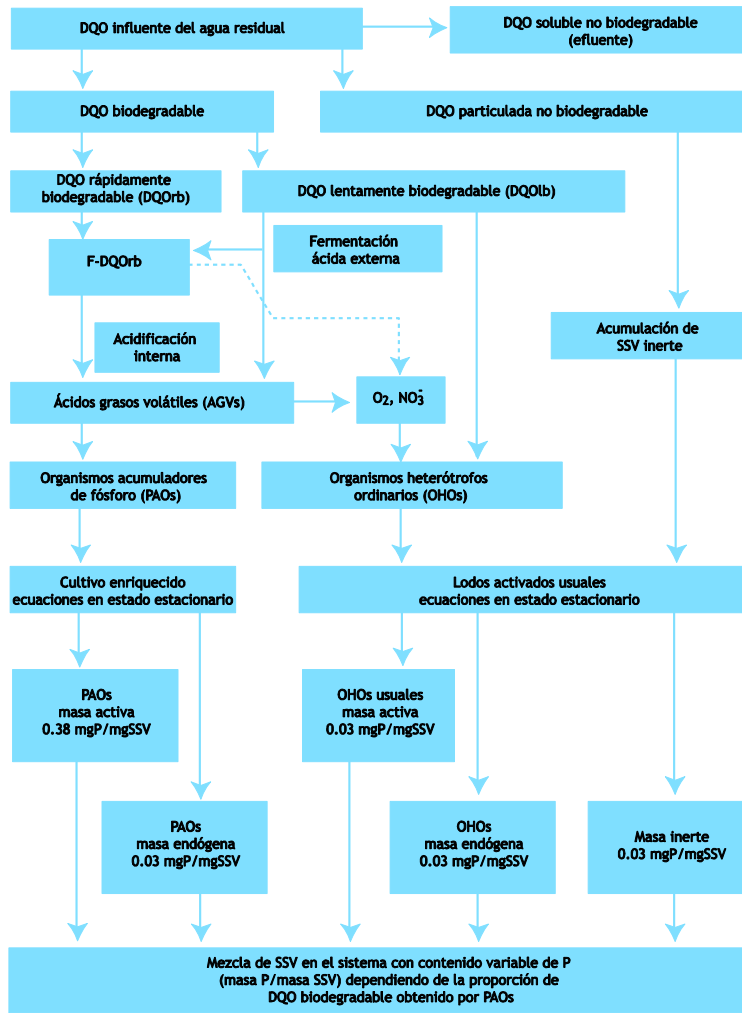 DQO influente del agua residual
DQO soluble no biodegradable
(efluente)
DQO biodegradable
DQO particulada no biodegradable
DQO rápidamente
biodegradable (DQOrb)
DQO lentamente biodegradable (DQOlb)
F-DQOrb
Fermentación
ácida externa
Acidificación
interna
Acumulación de
SSV inerte
Ácidos grasos volátiles (AGVs)
O₂, NO₃⁻
Organismos acumuladores
de fósforo (PAOs)
Organismos heterótrofos
ordinarios (OHOs)
Cultivo enriquecido
ecuaciones en estado estacionario
Lodos activados usuales
ecuaciones en estado estacionario
PAOs
masa activa
0.38 mgP/mgSSV
OHOs usuales
masa activa
0.03 mgP/mgSSV
PAOs
masa endógena
0.03 mgP/mgSSV
OHOs
masa endógena
0.03 mgP/mgSSV
Masa inerte
0.03 mgP/mgSSV
Mezcla de SSV en el sistema con contenido variable de P
(masa P/masa SSV) dependiendo de la proporción de
DQO biodegradable obtenido por PAOs